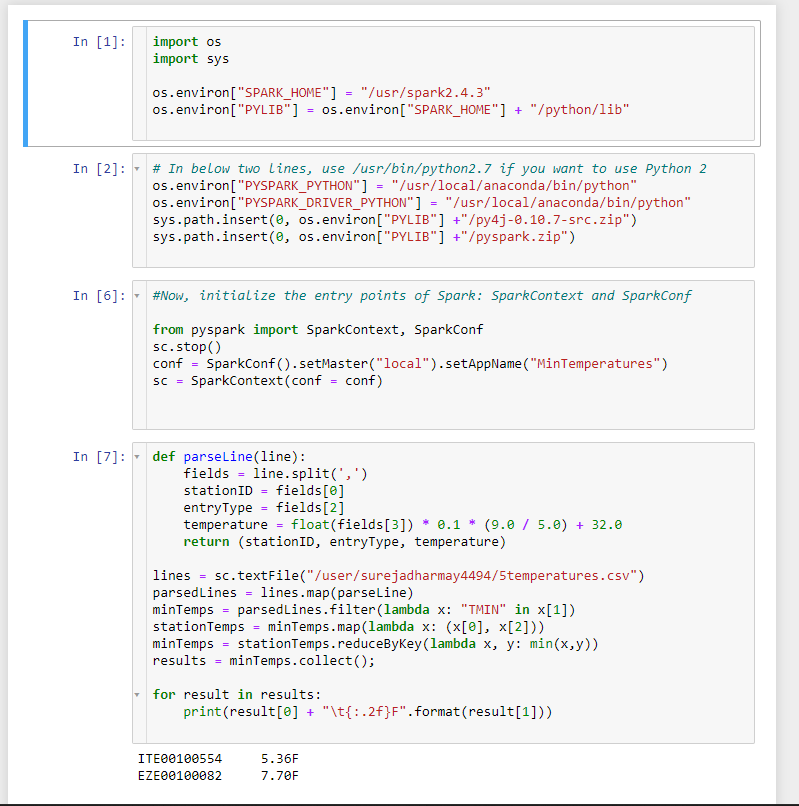 In [1]:
import os
import sys
os.environ["SPARK_HOME"] = "/usr/spark2.4.3"
os.environ["PYLIB"] = os.environ["SPARK_HOME"] + "/python/lib"
In [2]:
# In below two lines, use /usr/bin/python2.7 if you want to use Python 2
os.environ["PYSPARK_PYTHON"] = "/usr/local/anaconda/bin/python"
os.environ["PYSPARK_DRIVER_PYTHON"] = "/usr/local/anaconda/bin/python"
sys.path.insert(0, os.environ["PYLIB"] +"/py4j-0.10.7-src.zip")
sys.path.insert(0, os.environ["PYLIB"] +"/pyspark.zip")
In [6]:
#Now, initialize the entry points of Spark: SparkContext and SparkConf
from pyspark import SparkContext, SparkConf
sc.stop()
conf = SparkConf().setMaster("local").setAppName("MinTemperatures")
sc = SparkContext(conf = conf)
In [7]:
def parseLine(line):
    fields = line.split(',')
    stationID = fields[0]
    entryType = fields[2]
    temperature = float(fields[3]) * 0.1 * (9.0 / 5.0) + 32.0
    return (stationID, entryType, temperature)
lines = sc.textFile("/user/surejadharmay4494/5temperatures.csv")
parsedLines = lines.map(parseLine)
minTemps = parsedLines.filter(lambda x: "TMIN" in x[1])
stationTemps = minTemps.map(lambda x: (x[0], x[2]))
minTemps = stationTemps.reduceByKey(lambda x, y: min(x,y))
results = minTemps.collect();
for result in results:
    print(result[0] + "\t{:.2f}F".format(result[1]))
ITE00100554     5.36F
EZE00100082     7.70F